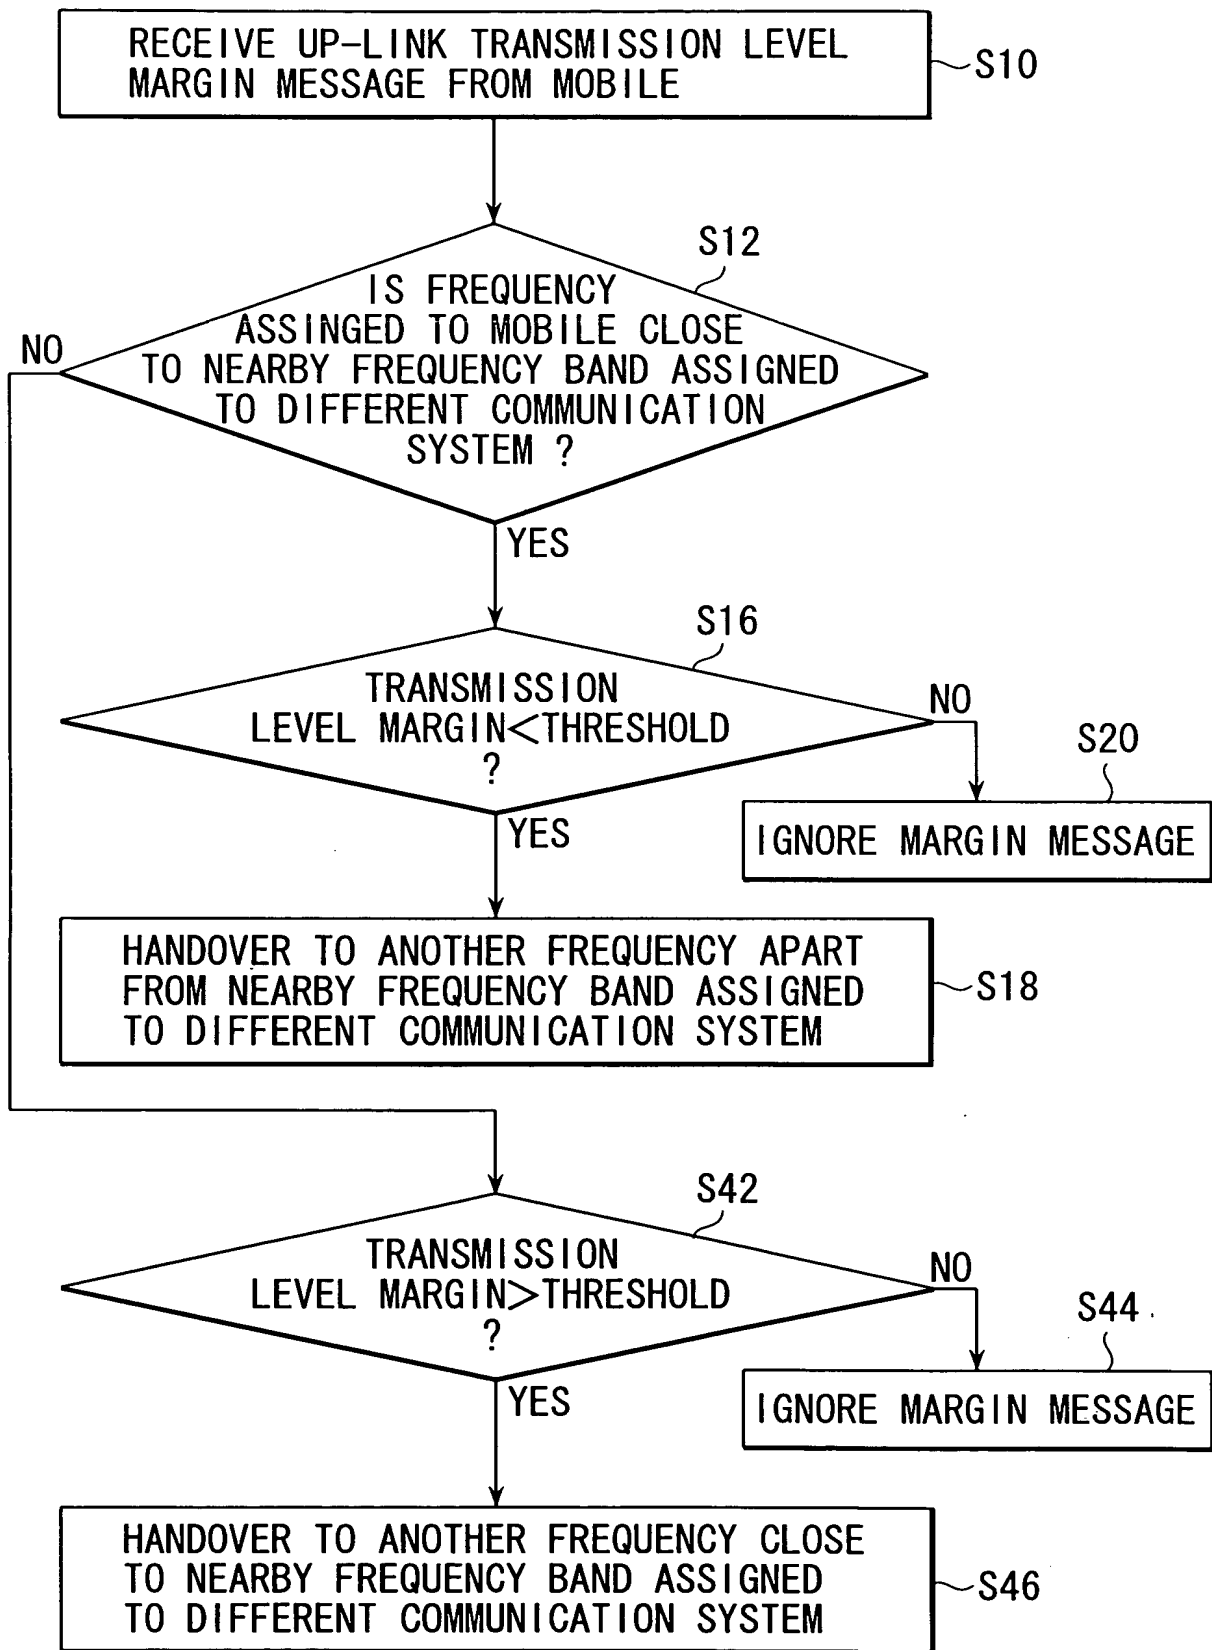 RECEIVE UP-LINK TRANSMISSION LEVEL
MARGIN MESSAGE FROM MOBILE
S10
S12
IS FREQUENCY
ASSINGED TO MOBILE CLOSE
TO NEARBY FREQUENCY BAND ASSIGNED
TO DIFFERENT COMMUNICATION
SYSTEM ?
NO
YES
S16
TRANSMISSION
LEVEL MARGIN<THRESHOLD
?
NO
YES
S20
IGNORE MARGIN MESSAGE
HANDOVER TO ANOTHER FREQUENCY APART
FROM NEARBY FREQUENCY BAND ASSIGNED
TO DIFFERENT COMMUNICATION SYSTEM
S18
S42
TRANSMISSION
LEVEL MARGIN>THRESHOLD
?
NO
YES
S44
IGNORE MARGIN MESSAGE
HANDOVER TO ANOTHER FREQUENCY CLOSE
TO NEARBY FREQUENCY BAND ASSIGNED
TO DIFFERENT COMMUNICATION SYSTEM
S46